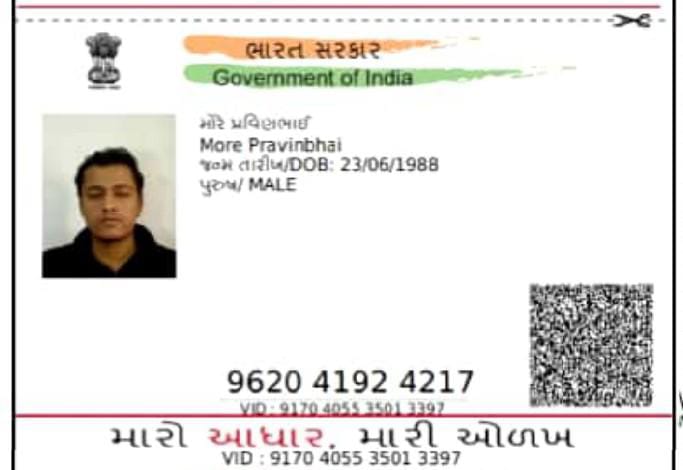 ભારત સરકાર
Government of India
મોરે પ્રવિણભાઈ
More Pravinbhai
જન્મ તારીખ/DOB: 23/06/1988
પુરુષ/ MALE
9620 4192 4217
VID : 9170 4055 3501 3397
મારો આધાર, મારી ઓળખ
VID : 9170 4055 3501 3397